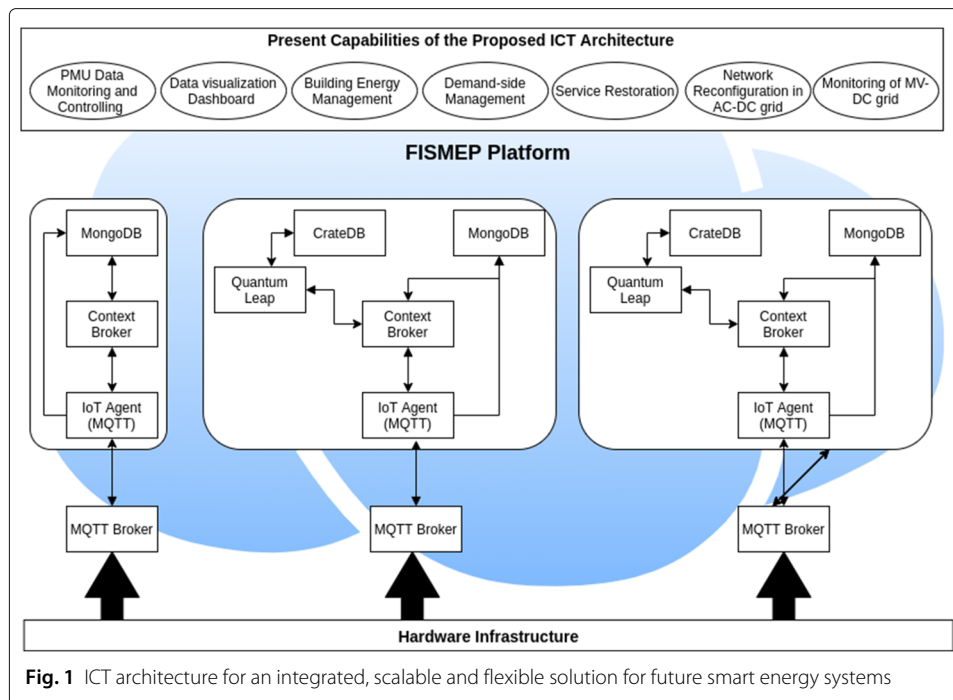 Present Capabilities of the Proposed ICT Architecture
PMU Data
Monitoring and
Controlling
Data visualization
Dashboard
Building Energy
Management
Demand-side
Management
Service Restoration
Network
Reconfiguration in
AC-DC grid
Monitoring of MV-
DC grid
FISMEP Platform
MongoDB
Context
Broker
IoT Agent
(MQTT)
CrateDB
MongoDB
Quantum
Leap
Context
Broker
IoT Agent
(MQTT)
CrateDB
MongoDB
Quantum
Leap
Context
Broker
IoT Agent
(MQTT)
MQTT Broker
MQTT Broker
MQTT Broker
Hardware Infrastructure
Fig. 1 ICT architecture for an integrated, scalable and flexible solution for future smart energy systems